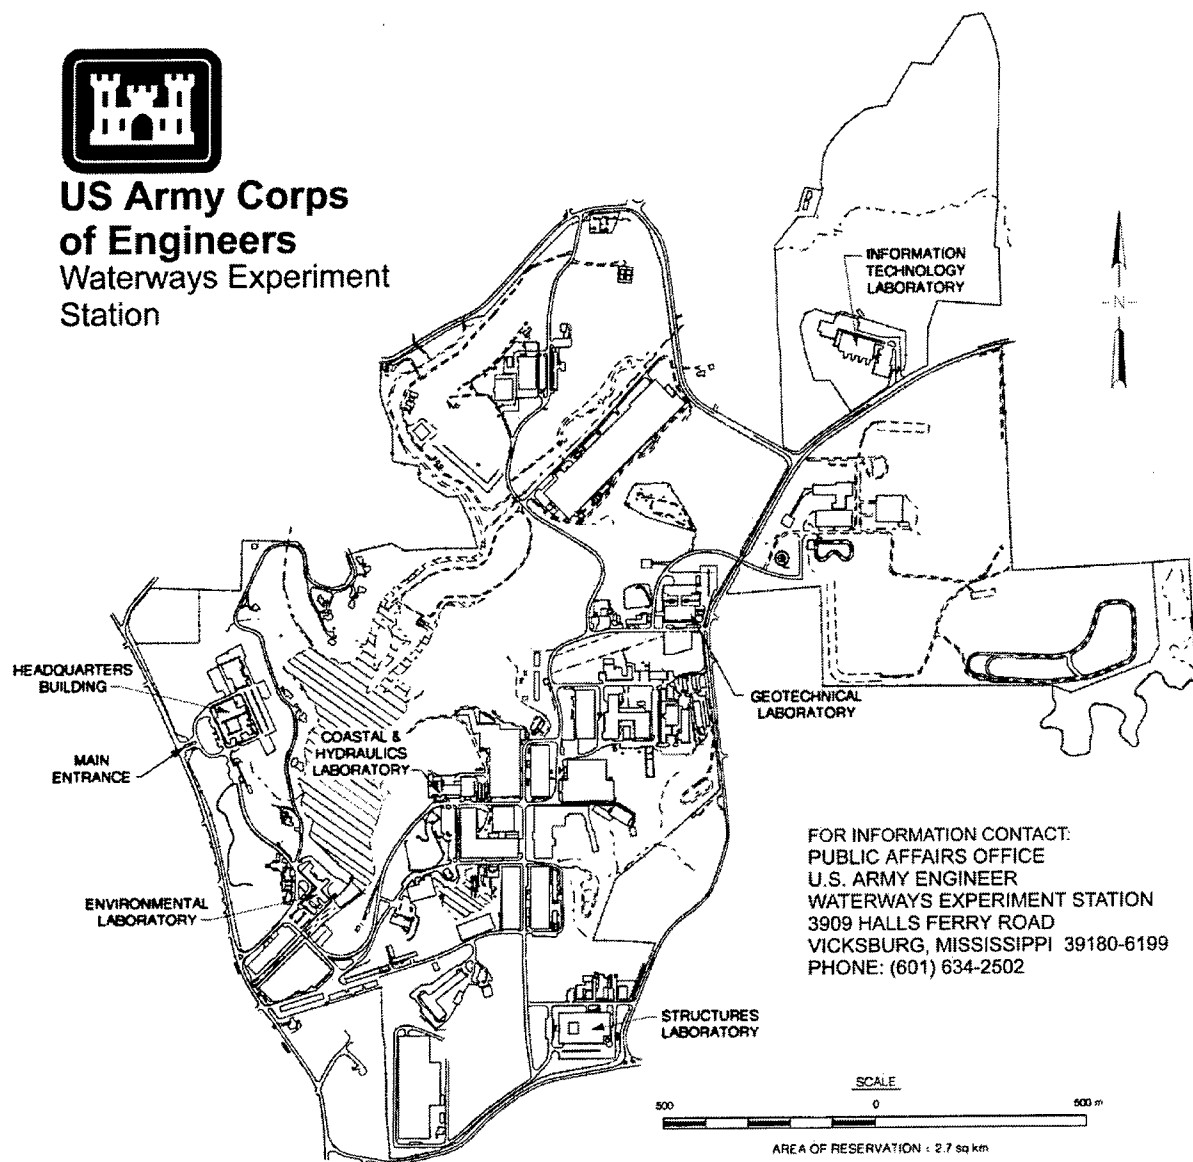 US Army Corps
of Engineers
Waterways Experiment
Station
INFORMATION
TECHNOLOGY
LABORATORY
N
HEADQUARTERS
BUILDING
MAIN
ENTRANCE
COASTAL &
HYDRAULICS
LABORATORY
GEOTECHNICAL
LABORATORY
ENVIRONMENTAL
LABORATORY
STRUCTURES
LABORATORY
FOR INFORMATION CONTACT:
PUBLIC AFFAIRS OFFICE
U.S. ARMY ENGINEER
WATERWAYS EXPERIMENT STATION
3909 HALLS FERRY ROAD
VICKSBURG, MISSISSIPPI 39180-6199
PHONE: (601) 634-2502
SCALE
500 0 500 m
AREA OF RESERVATION : 2.7 sq km